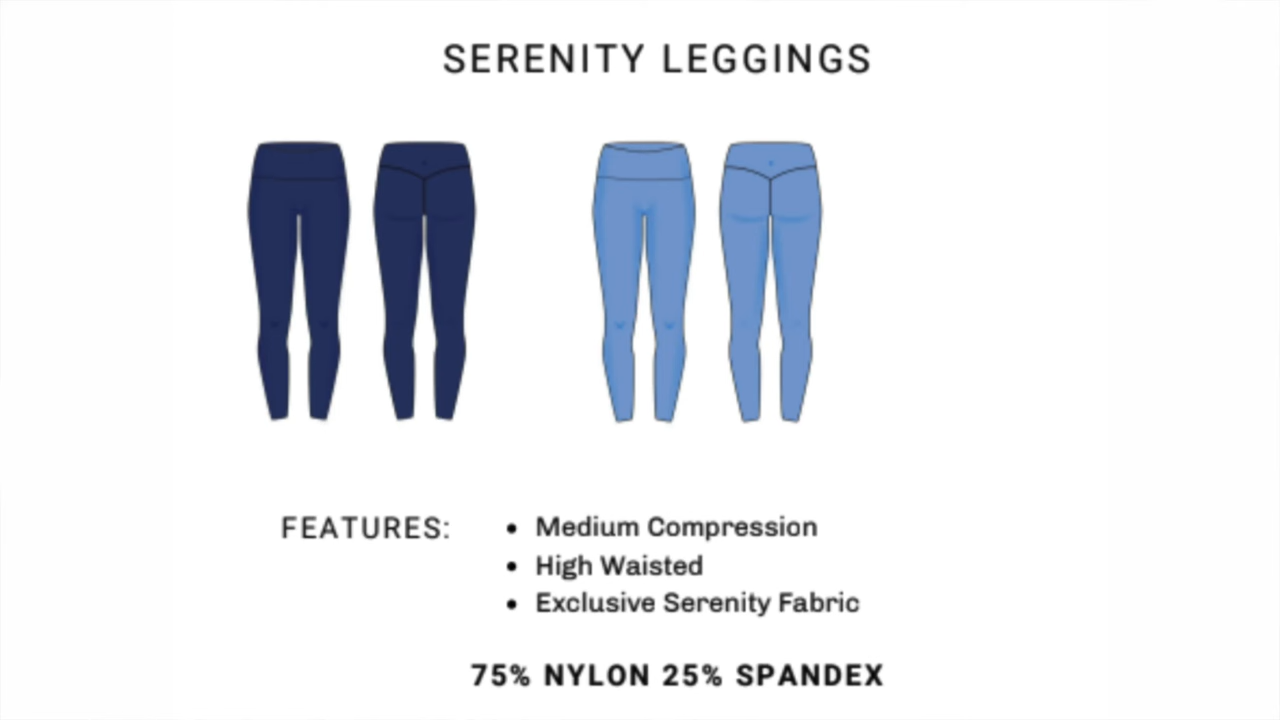 SERENITY LEGGINGS
FEATURES:
• Medium Compression
• High Waisted
• Exclusive Serenity Fabric
75% NYLON 25% SPANDEX